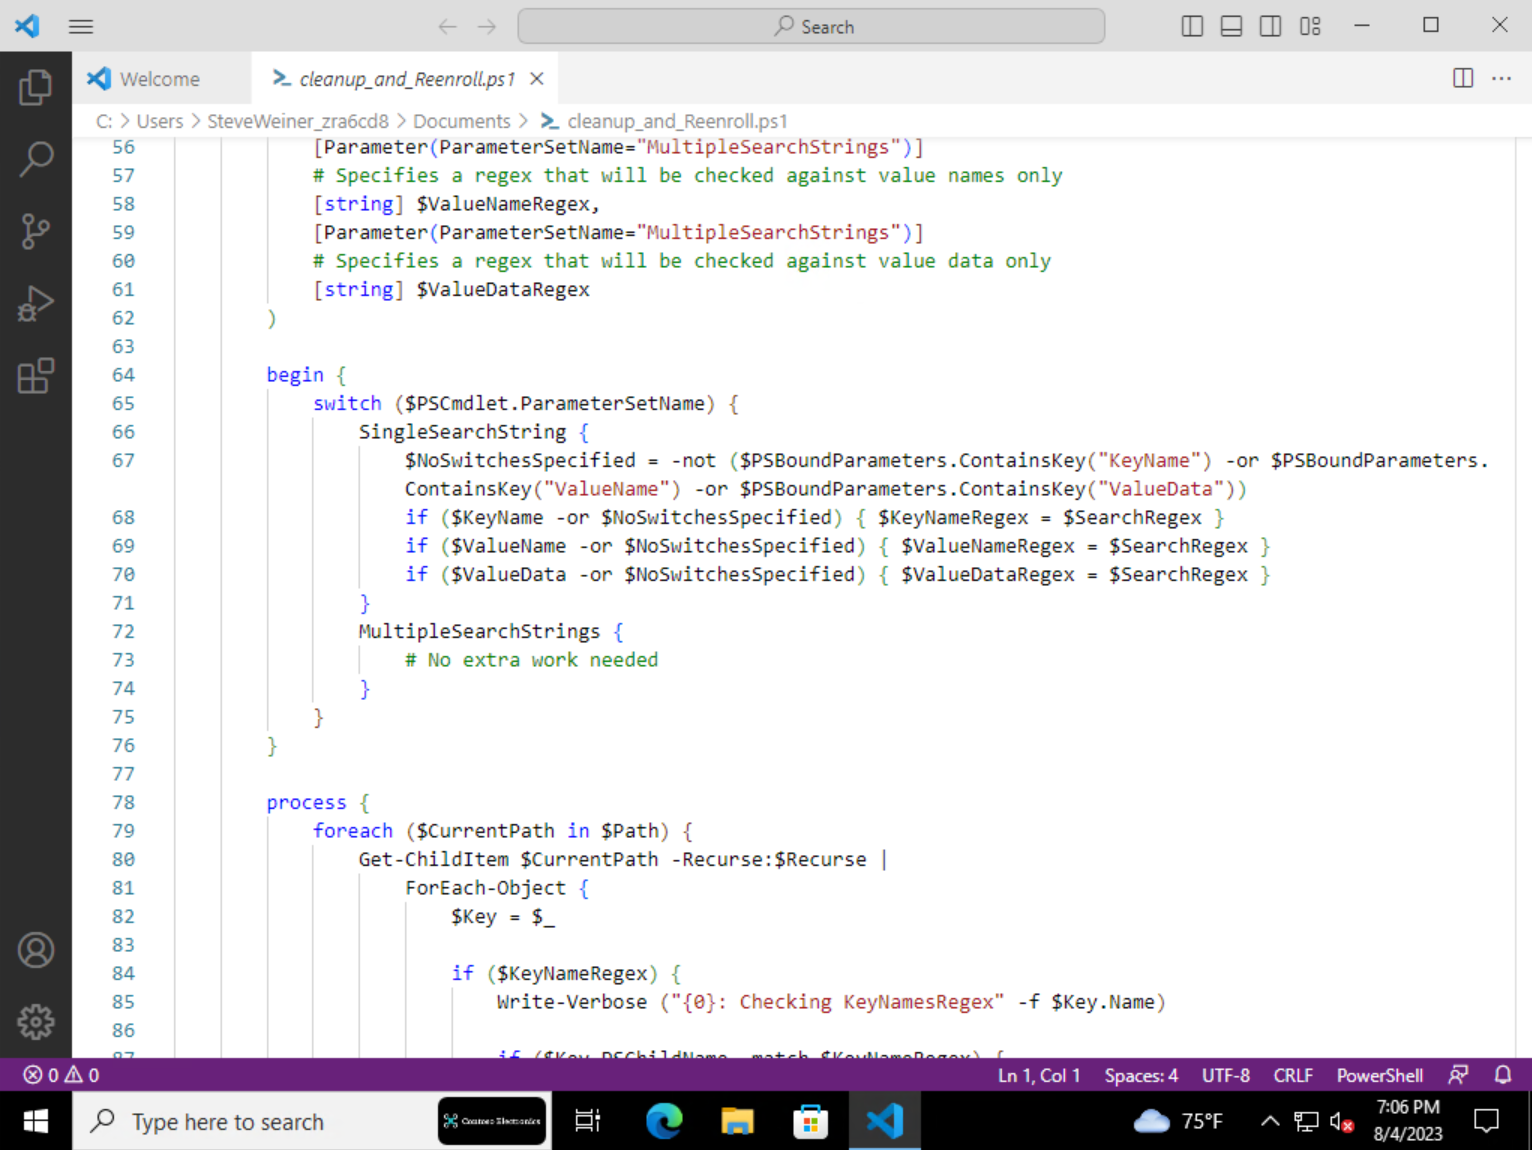 Search
Welcome
cleanup_and_Reenroll.ps1
C: > Users > SteveWeiner_zra6cd8 > Documents > cleanup_and_Reenroll.ps1
56 [Parameter(ParameterSetName="MultipleSearchStrings")]
57 # Specifies a regex that will be checked against value names only
58 [string] $ValueNameRegex,
59 [Parameter(ParameterSetName="MultipleSearchStrings")]
60 # Specifies a regex that will be checked against value data only
61 [string] $ValueDataRegex
62 )
63
64 begin {
65 switch ($PSCmdlet.ParameterSetName) {
66 SingleSearchString {
67 $NoSwitchesSpecified = -not ($PSBoundParameters.ContainsKey("KeyName") -or $PSBoundParameters.
ContainsKey("ValueName") -or $PSBoundParameters.ContainsKey("ValueData"))
68 if ($KeyName -or $NoSwitchesSpecified) { $KeyNameRegex = $SearchRegex }
69 if ($ValueName -or $NoSwitchesSpecified) { $ValueNameRegex = $SearchRegex }
70 if ($ValueData -or $NoSwitchesSpecified) { $ValueDataRegex = $SearchRegex }
71 }
72 MultipleSearchStrings {
73 # No extra work needed
74 }
75 }
76 }
77
78 process {
79 foreach ($CurrentPath in $Path) {
80 Get-ChildItem $CurrentPath -Recurse:$Recurse |
81 ForEach-Object {
82 $Key = $_
83
84 if ($KeyNameRegex) {
85 Write-Verbose ("{0}: Checking KeyNamesRegex" -f $Key.Name)
86
87 if ($Key.PSChildName -match $KeyNameRegex) {
0 0
Ln 1, Col 1 Spaces: 4 UTF-8 CRLF PowerShell
Type here to search
Contoso Electronics
75°F
7:06 PM
8/4/2023